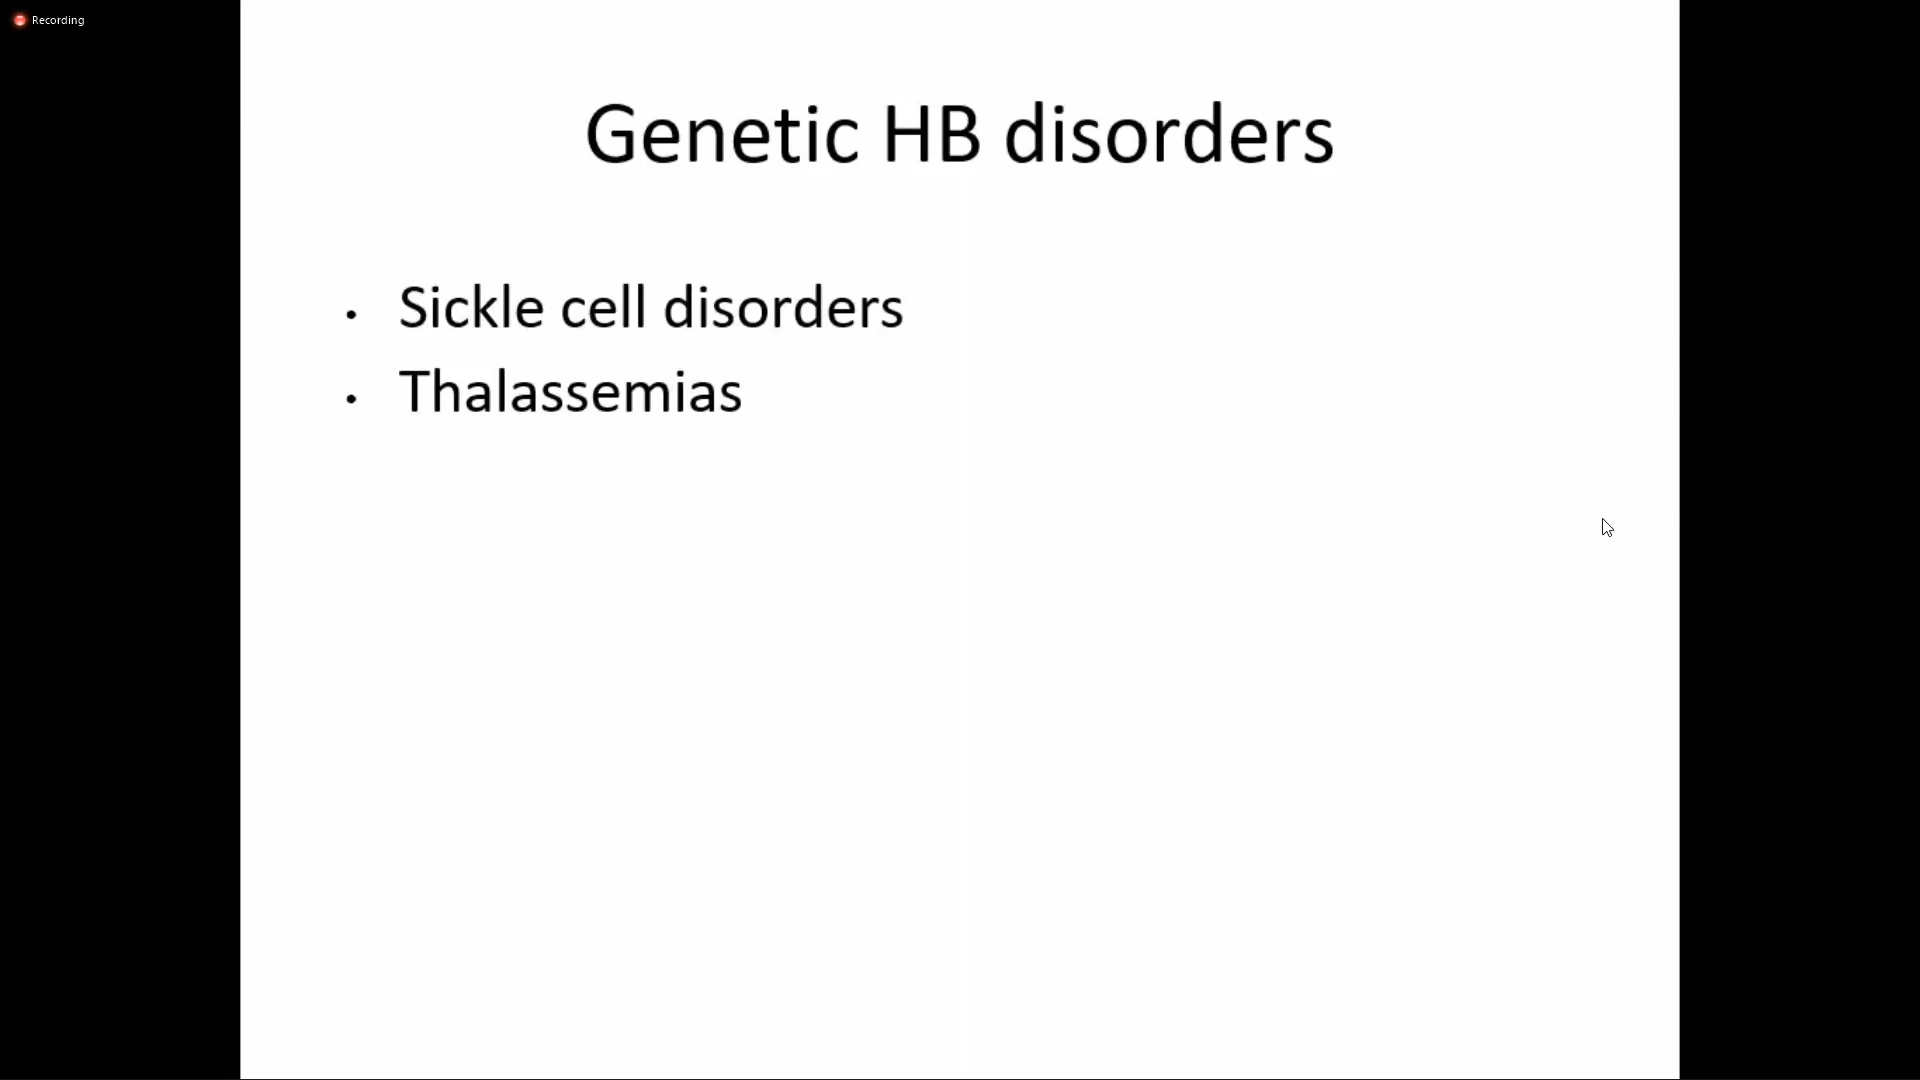 Recording
Genetic HB disorders
• Sickle cell disorders
• Thalassemias